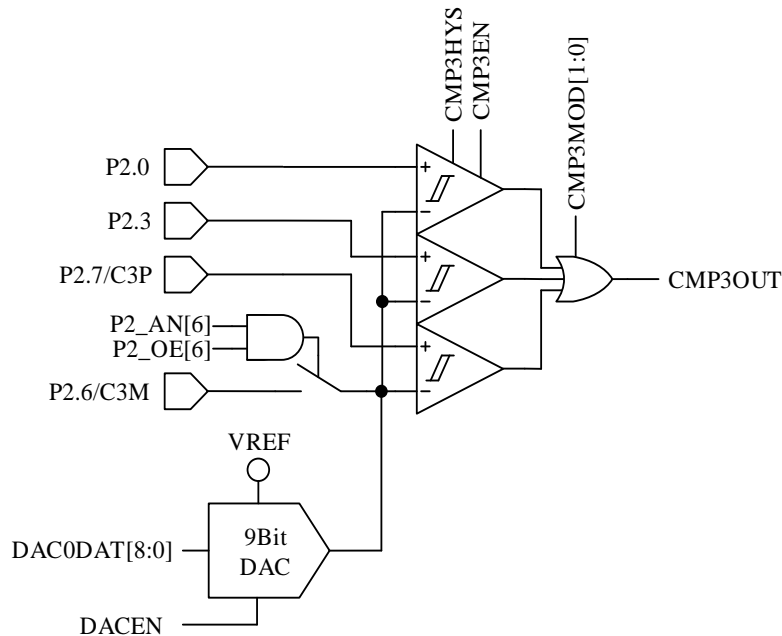 CMP3HYS
CMP3EN
CMP3MOD[1:0]
P2.0
+
−
P2.3
+
−
P2.7/C3P
+
−
CMP3OUT
P2_AN[6]
P2_OE[6]
P2.6/C3M
VREF
DAC0DAT[8:0]
9Bit
DAC
DACEN